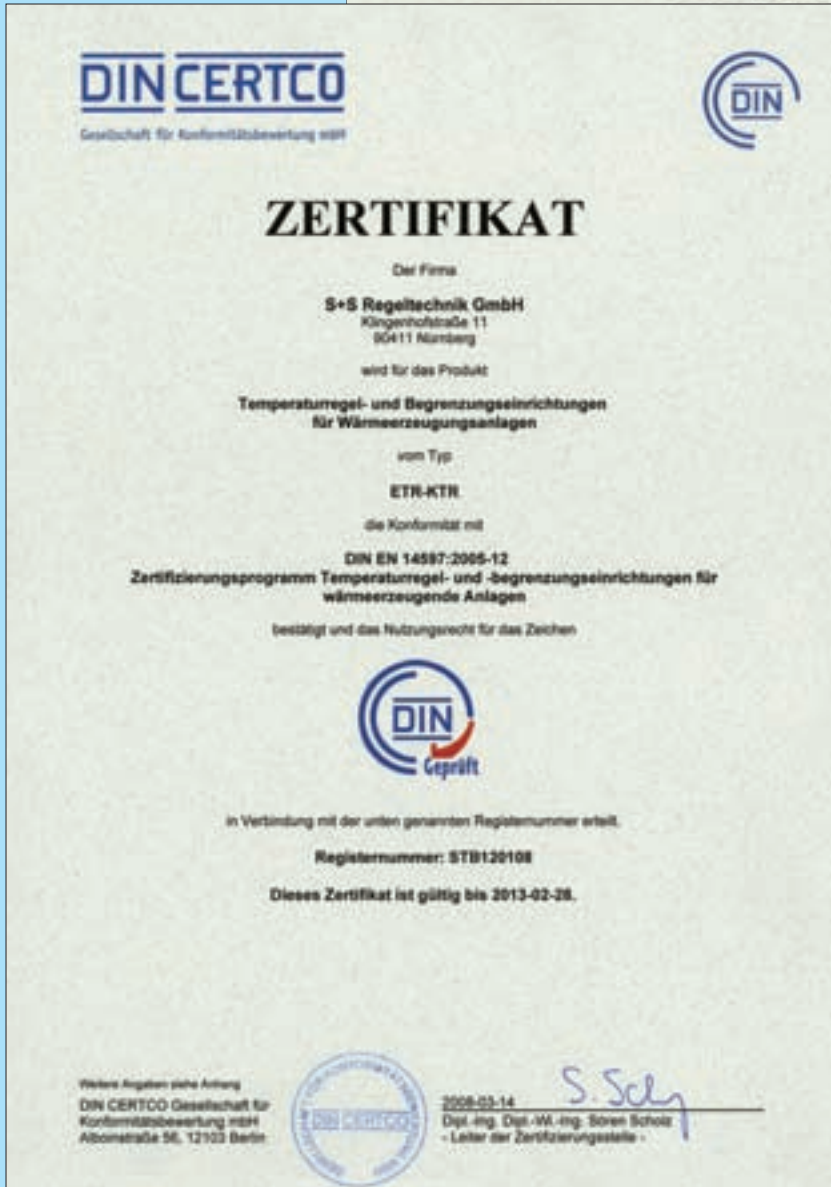 DIN CERTCO
Gesellschaft für Konformitätsbewertung mbH
DIN
ZERTIFIKAT
Der Firma
S+S Regeltechnik GmbH
Klingenhofstraße 11
90411 Nürnberg
wird für das Produkt
Temperaturregel- und Begrenzungseinrichtungen
für Wärmeerzeugungsanlagen
vom Typ
ETR-KTR
die Konformität mit
DIN EN 14597:2005-12
Zertifizierungsprogramm Temperaturregel- und -begrenzungseinrichtungen für
wärmeerzeugende Anlagen
bestätigt und das Nutzungsrecht für das Zeichen
DIN
Geprüft
in Verbindung mit der unten genannten Registernummer erteilt.
Registernummer: STB120108
Dieses Zertifikat ist gültig bis 2013-02-28.
Weitere Angaben siehe Anhang
DIN CERTCO Gesellschaft für
Konformitätsbewertung mbH
Alboinstraße 56, 12103 Berlin
DIN CERTCO
2008-03-14
Dipl.-Ing. Dipl.-Wi.-Ing. Sören Scholz
- Leiter der Zertifizierungsstelle -